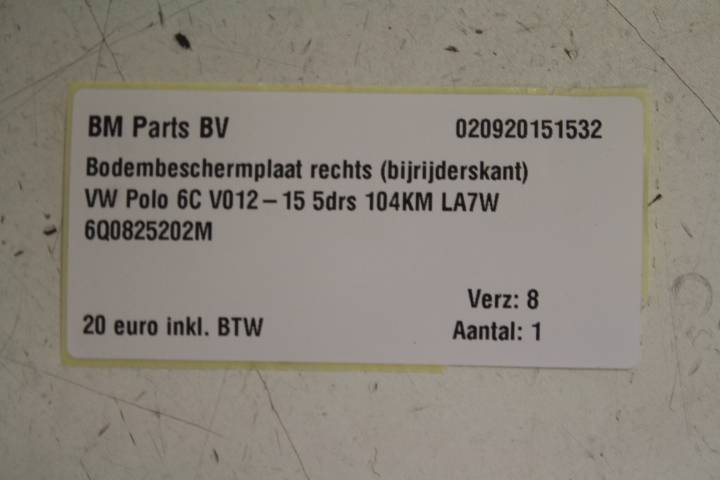 BM Parts BV 020920151532
Bodembeschermplaat rechts (bijrijderskant)
VW Polo 6C V012-15 5drs 104KM LA7W
6Q0825202M
Verz: 8
20 euro inkl. BTW Aantal: 1